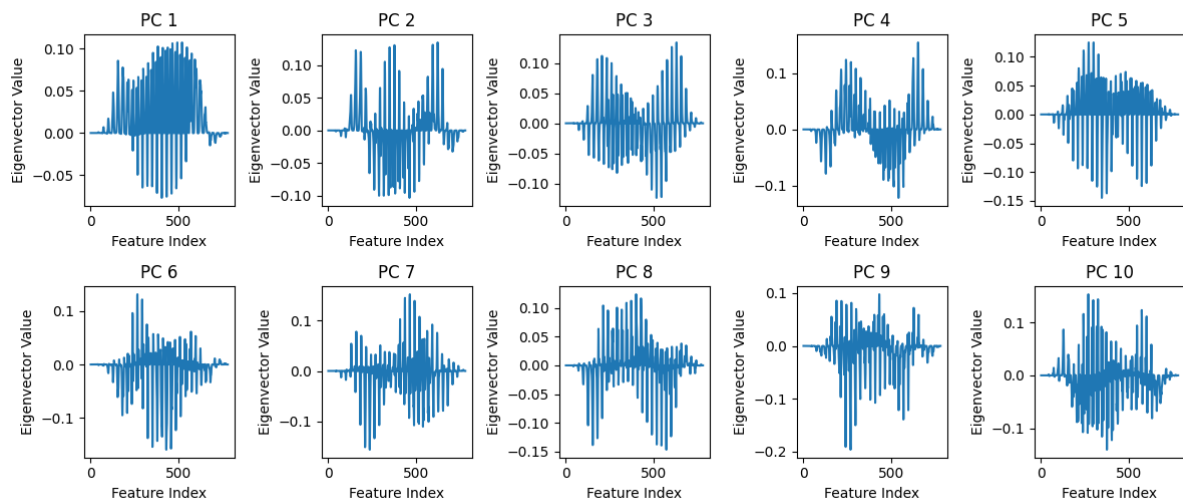 PC 1 PC 2 PC 3 PC 4 PC 5
Eigenvector Value Eigenvector Value Eigenvector Value Eigenvector Value Eigenvector Value
0.10 0.05 0.00 −0.05
0.10 0.05 0.00 −0.05 −0.10
0.10 0.05 0.00 −0.05 −0.10
0.1 0.0 −0.1
0.10 0.05 0.00 −0.05 −0.10 −0.15
0 500 0 500 0 500 0 500 0 500
Feature Index Feature Index Feature Index Feature Index Feature Index
PC 6 PC 7 PC 8 PC 9 PC 10
Eigenvector Value Eigenvector Value Eigenvector Value Eigenvector Value Eigenvector Value
0.1 0.0 −0.1
0.1 0.0 −0.1
0.10 0.05 0.00 −0.05 −0.10 −0.15
0.1 0.0 −0.1 −0.2
0.1 0.0 −0.1
0 500 0 500 0 500 0 500 0 500
Feature Index Feature Index Feature Index Feature Index Feature Index